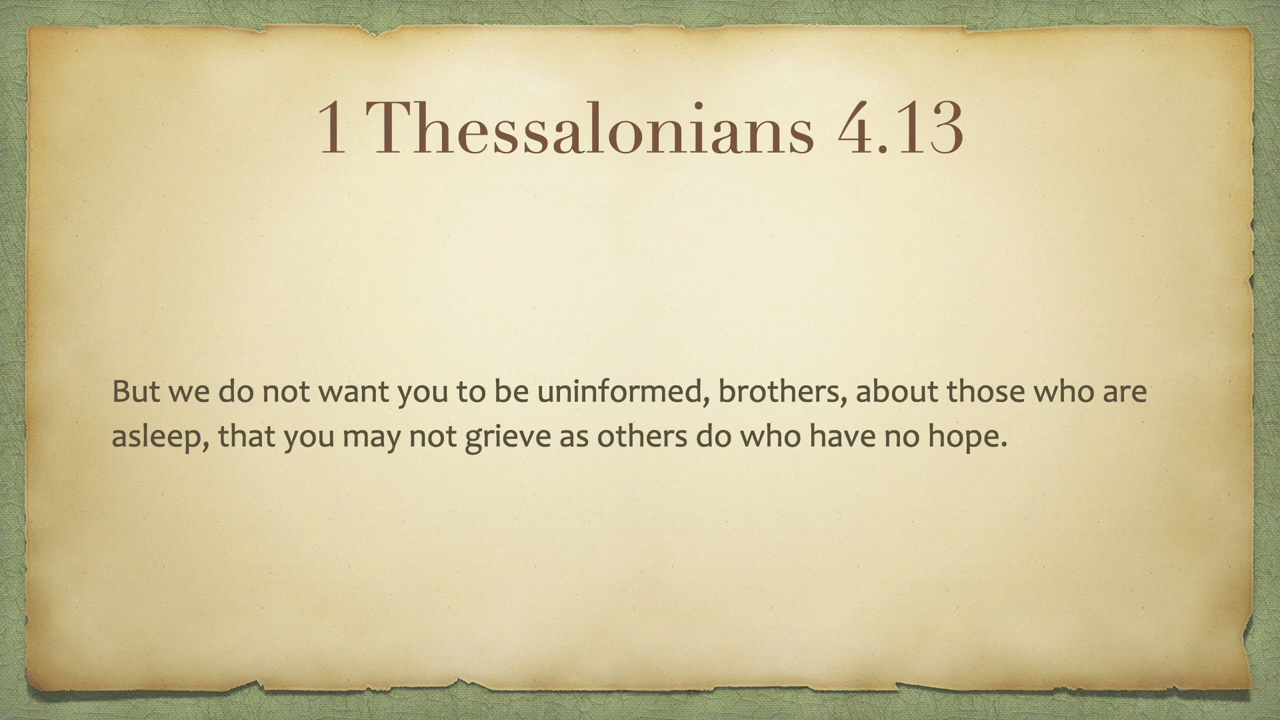 1 Thessalonians 4.13
But we do not want you to be uninformed, brothers, about those who are
asleep, that you may not grieve as others do who have no hope.